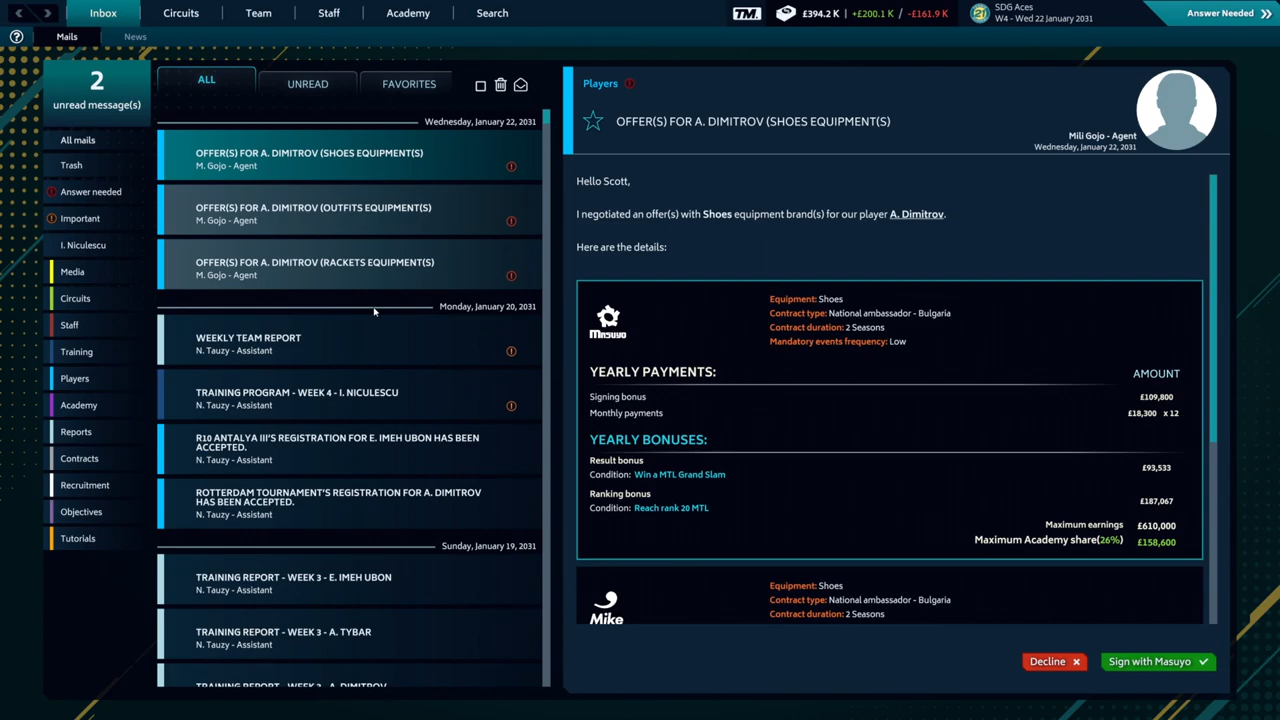 Inbox
Circuits
Team
Staff
Academy
Search
TM.
£394.2 K | +£200.1 K / -£161.9 K
21
SDG Aces
W4 - Wed 22 January 2031
Answer Needed
?
Mails
News
2
unread message(s)
All mails
Trash
Answer needed
Important
I. Niculescu
Media
Circuits
Staff
Training
Players
Academy
Reports
Contracts
Recruitment
Objectives
Tutorials
ALL
UNREAD
FAVORITES
Wednesday, January 22, 2031
OFFER(S) FOR A. DIMITROV (SHOES EQUIPMENT(S)
M. Gojo - Agent
OFFER(S) FOR A. DIMITROV (OUTFITS EQUIPMENT(S)
M. Gojo - Agent
OFFER(S) FOR A. DIMITROV (RACKETS EQUIPMENT(S)
M. Gojo - Agent
Monday, January 20, 2031
WEEKLY TEAM REPORT
N. Tauzy - Assistant
TRAINING PROGRAM - WEEK 4 - I. NICULESCU
N. Tauzy - Assistant
R10 ANTALYA III'S REGISTRATION FOR E. IMEH UBON HAS BEEN
ACCEPTED.
N. Tauzy - Assistant
ROTTERDAM TOURNAMENT'S REGISTRATION FOR A. DIMITROV
HAS BEEN ACCEPTED.
N. Tauzy - Assistant
Sunday, January 19, 2031
TRAINING REPORT - WEEK 3 - E. IMEH UBON
N. Tauzy - Assistant
TRAINING REPORT - WEEK 3 - A. TYBAR
N. Tauzy - Assistant
TRAINING REPORT - WEEK 3 - A. DIMITROV
Players
OFFER(S) FOR A. DIMITROV (SHOES EQUIPMENT(S)
Mili Gojo - Agent
Wednesday, January 22, 2031
Hello Scott,
I negotiated an offer(s) with Shoes equipment brand(s) for our player A. Dimitrov.
Here are the details:
Masuyo
Equipment: Shoes
Contract type: National ambassador - Bulgaria
Contract duration: 2 Seasons
Mandatory events frequency: Low
YEARLY PAYMENTS:
AMOUNT
Signing bonus
£109,800
Monthly payments
£18,300 x 12
YEARLY BONUSES:
Result bonus
£93,533
Condition: Win a MTL Grand Slam
Ranking bonus
£187,067
Condition: Reach rank 20 MTL
Maximum earnings £610,000
Maximum Academy share(26%) £158,600
Mike
Equipment: Shoes
Contract type: National ambassador - Bulgaria
Contract duration: 2 Seasons
Decline
Sign with Masuyo